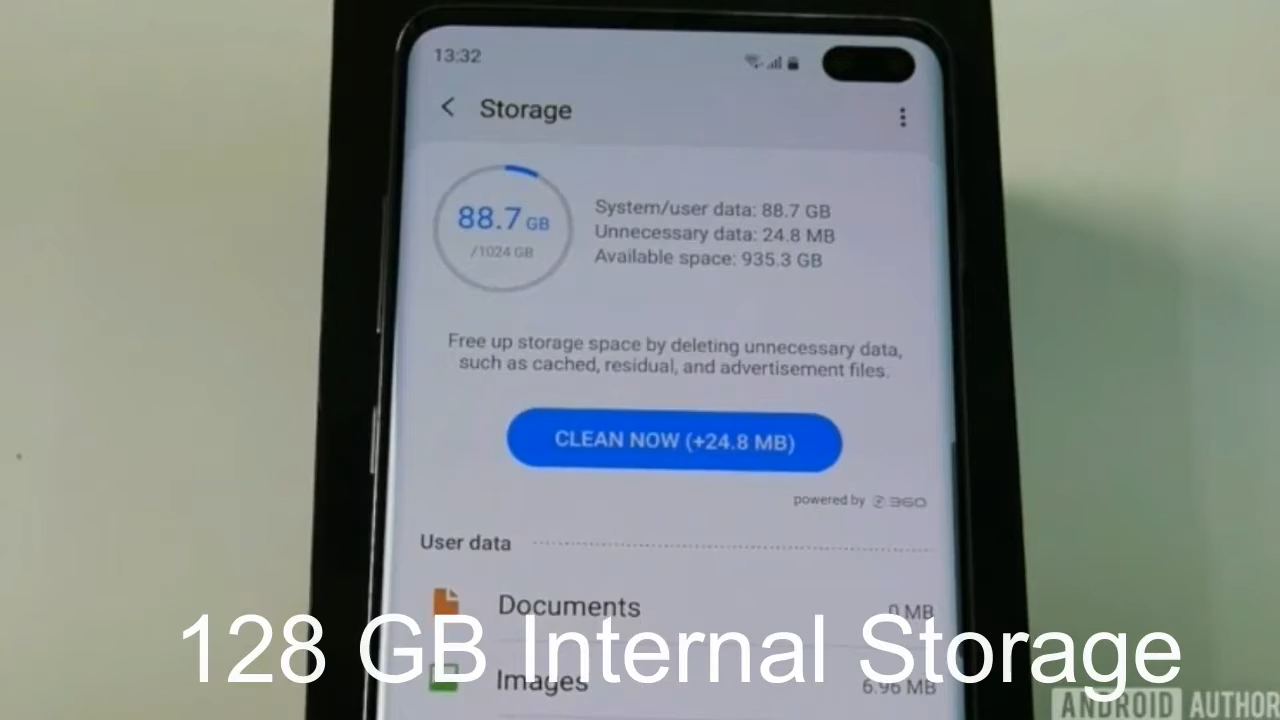 13:32
Storage
88.7 GB
/1024 GB
System/user data: 88.7 GB
Unnecessary data: 24.8 MB
Available space: 935.3 GB
Free up storage space by deleting unnecessary data,
such as cached, residual, and advertisement files.
CLEAN NOW (+24.8 MB)
powered by 360
User data
Documents 0 MB
128 GB Internal Storage
Images 6.96 MB
ANDROID AUTHOR